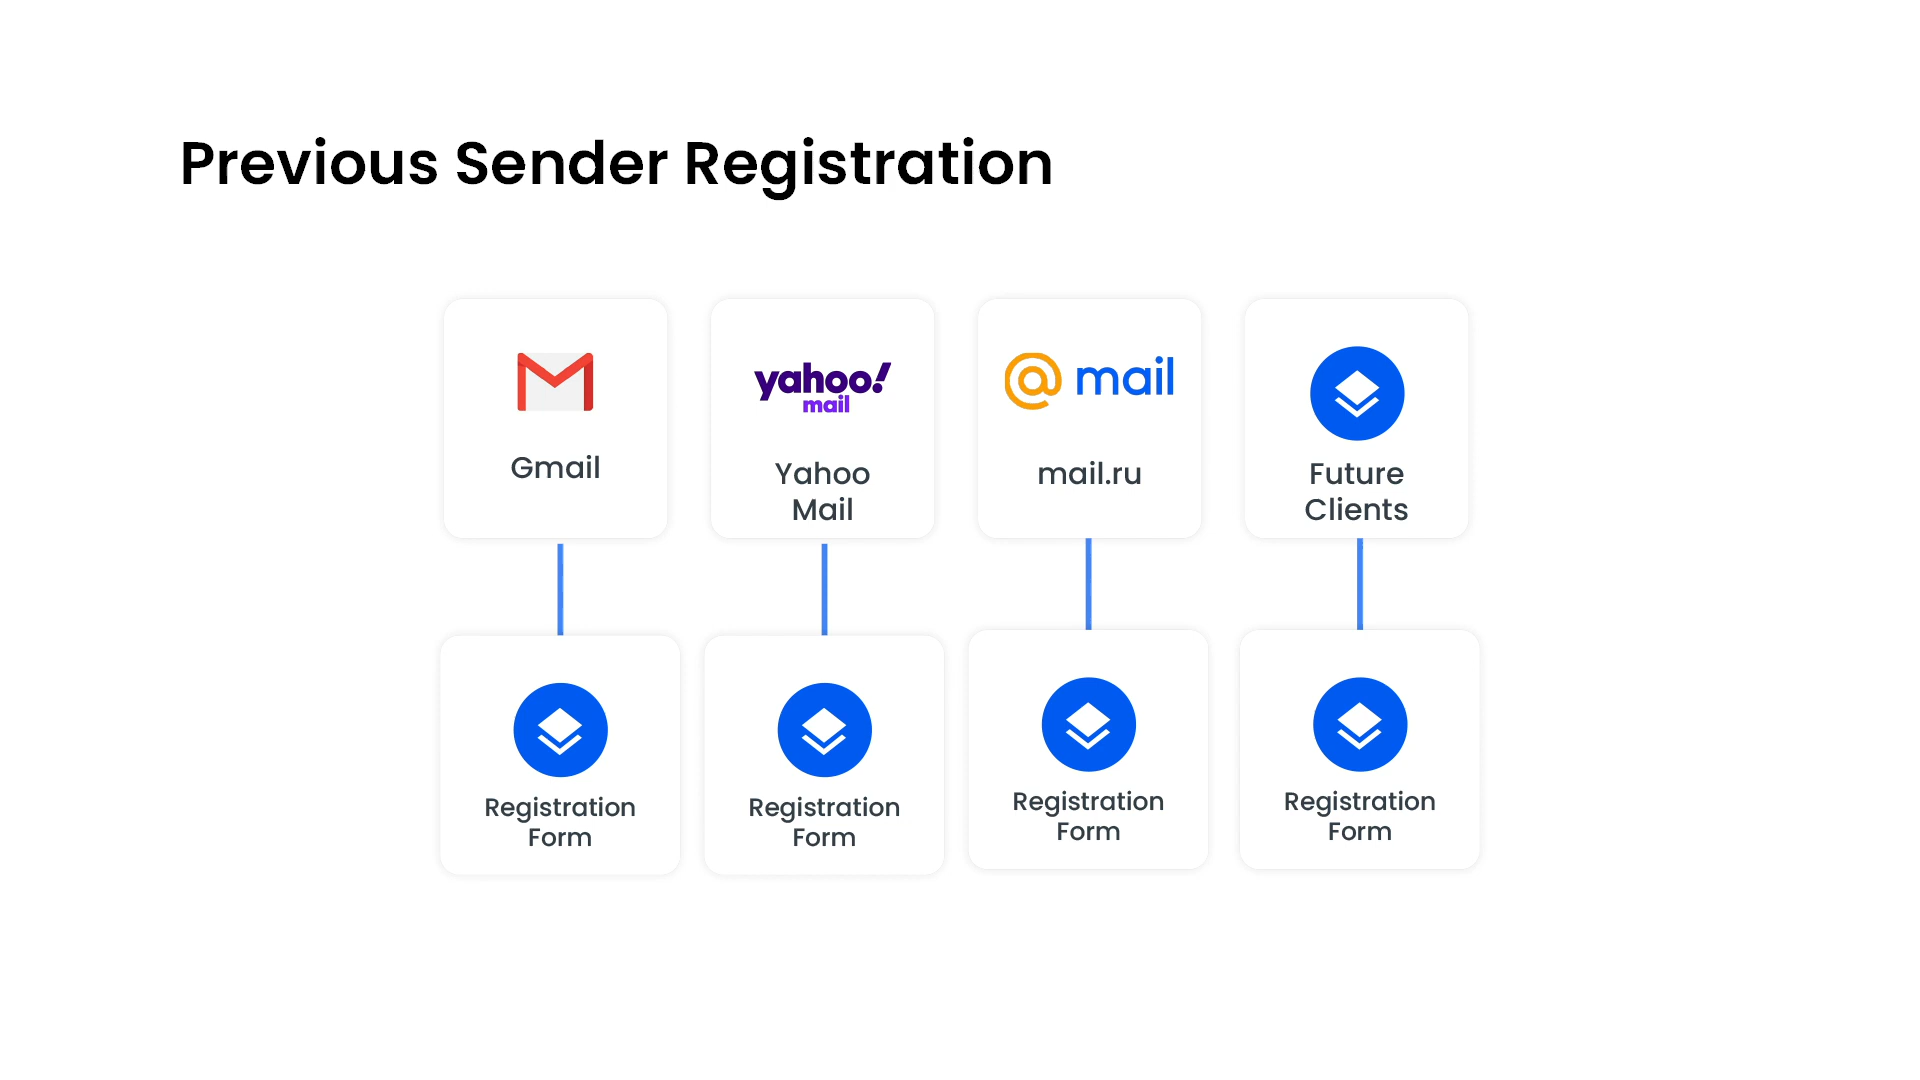 Previous Sender Registration
yahoo!
mail
@ mail
Gmail
Yahoo
Mail
mail.ru
Future
Clients
Registration
Form
Registration
Form
Registration
Form
Registration
Form